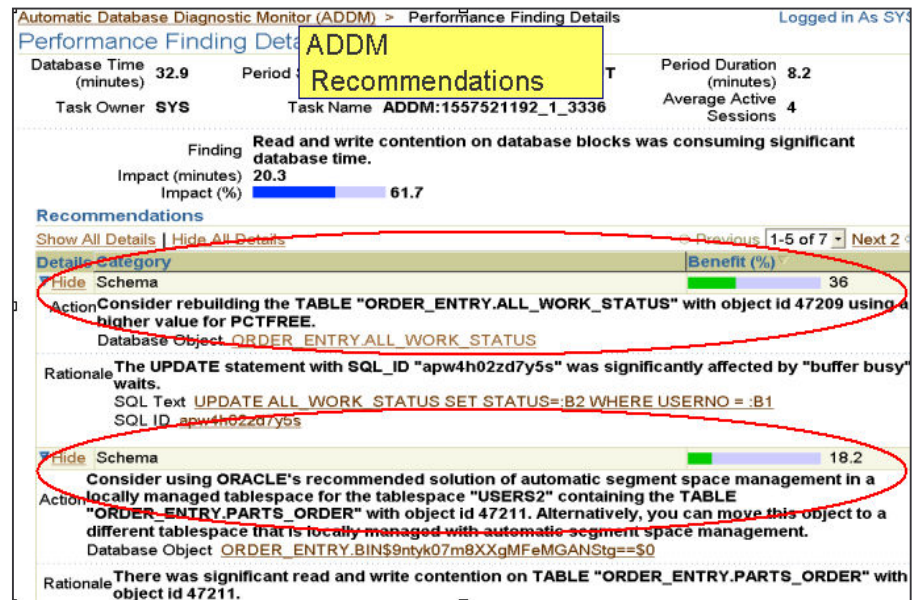 Automatic Database Diagnostic Monitor (ADDM) > Performance Finding Details
Logged in As SYS
Performance Finding Deta
ADDM
Recommendations
Database Time (minutes) 32.9
Period S
T
Period Duration (minutes) 8.2
Task Owner SYS
Task Name ADDM:1557521192_1_3336
Average Active Sessions 4
Finding Read and write contention on database blocks was consuming significant
database time.
Impact (minutes) 20.3
Impact (%) 61.7
Recommendations
Show All Details | Hide All Details
Previous 1-5 of 7 Next 2
Details Category Benefit (%)
Hide Schema 36
Action Consider rebuilding the TABLE "ORDER_ENTRY.ALL_WORK_STATUS" with object id 47209 using a
higher value for PCTFREE.
Database Object ORDER_ENTRY.ALL_WORK_STATUS
Rationale The UPDATE statement with SQL_ID "apw4h02zd7y5s" was significantly affected by "buffer busy"
waits.
SQL Text UPDATE ALL_WORK_STATUS SET STATUS=:B2 WHERE USERNO = :B1
SQL ID apw4h02zd7y5s
Hide Schema 18.2
Action Consider using ORACLE's recommended solution of automatic segment space management in a
locally managed tablespace for the tablespace "USERS2" containing the TABLE
"ORDER_ENTRY.PARTS_ORDER" with object id 47211. Alternatively, you can move this object to a
different tablespace that is locally managed with automatic segment space management.
Database Object ORDER_ENTRY.BIN$9ntyk07m8XXgMFeMGANStg==$0
Rationale There was significant read and write contention on TABLE "ORDER_ENTRY.PARTS_ORDER" with
object id 47211.